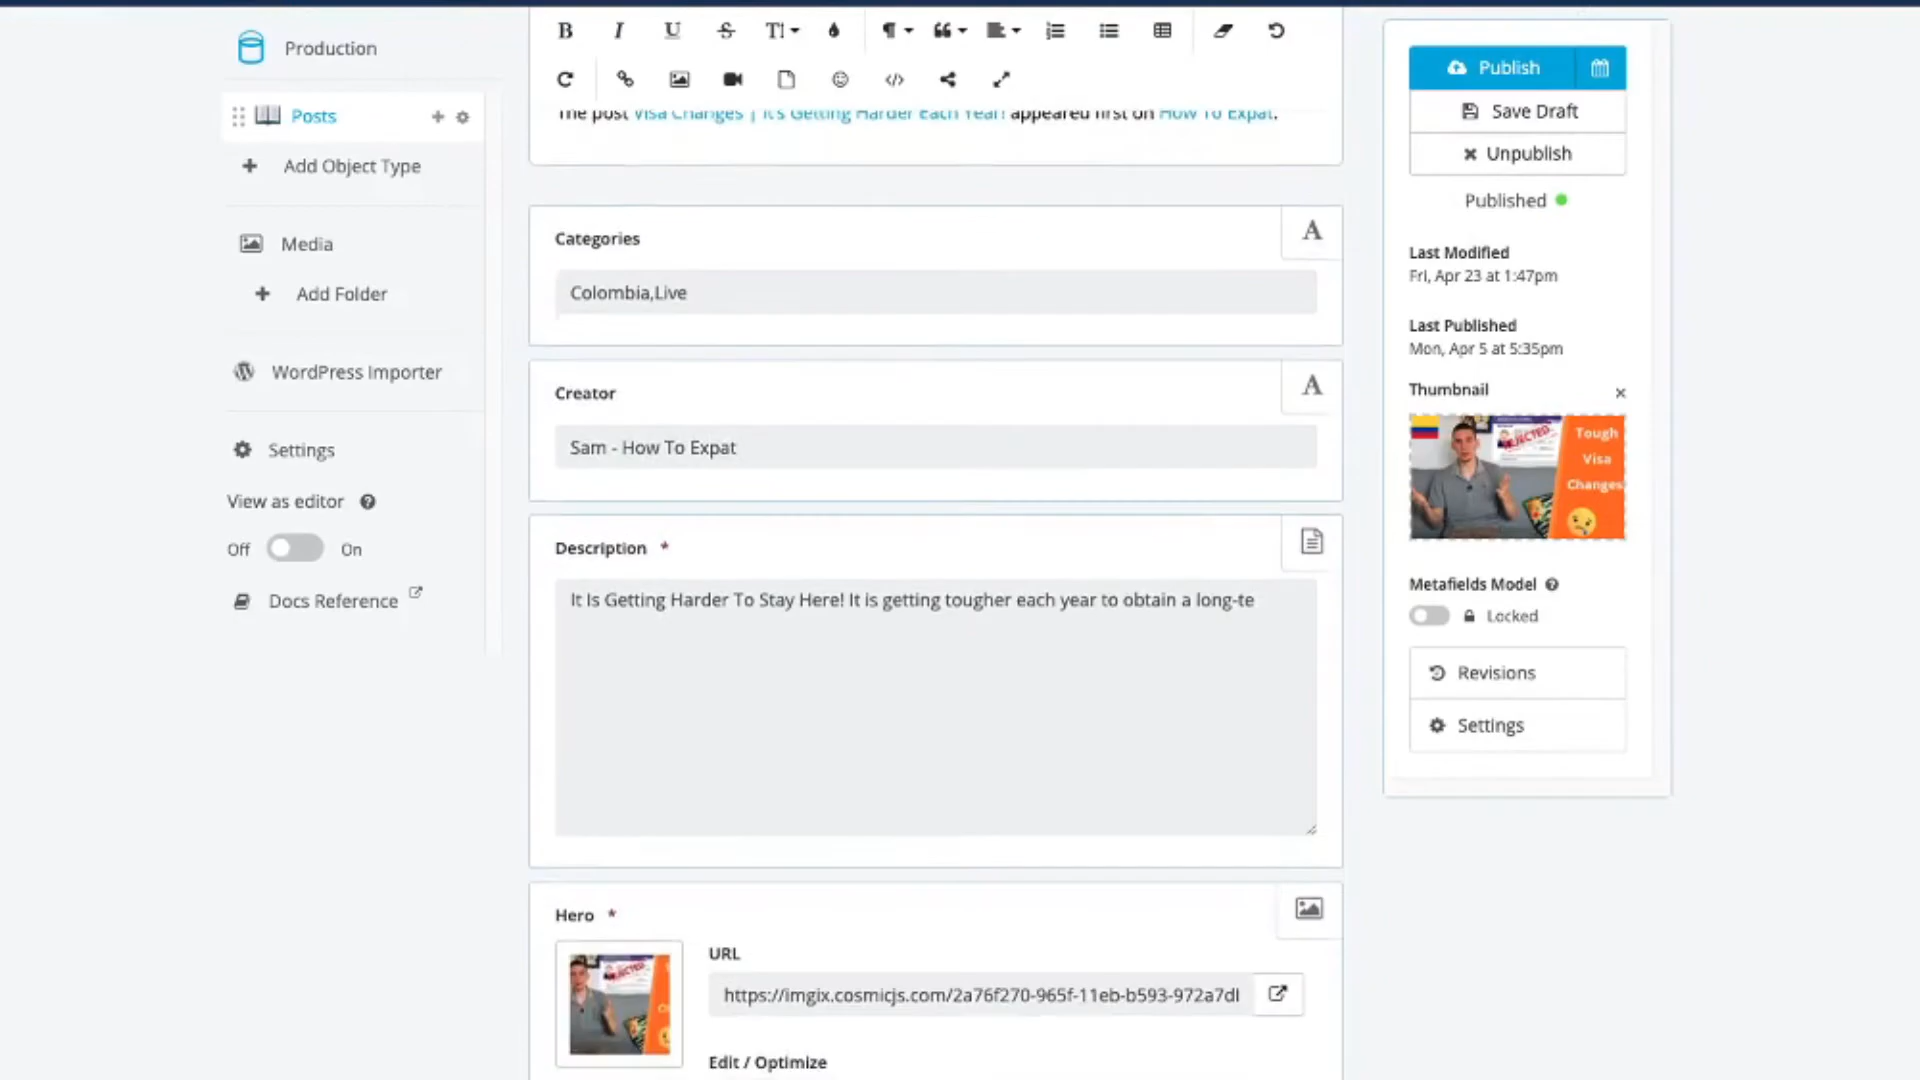 Production
Posts
Add Object Type
Media
Add Folder
WordPress Importer
Settings
View as editor
Off On
Docs Reference
B I U S T
The post Visa Changes | It's Getting Harder Each Year! appeared first on How To Expat.
Categories
A
Colombia,Live
Creator
A
Sam - How To Expat
Description *
It Is Getting Harder To Stay Here! It is getting tougher each year to obtain a long-te
Hero *
URL
https://imgix.cosmicjs.com/2a76f270-965f-11eb-b593-972a7dl
Edit / Optimize
Publish
Save Draft
Unpublish
Published
Last Modified
Fri, Apr 23 at 1:47pm
Last Published
Mon, Apr 5 at 5:35pm
Thumbnail
REJECTED
Tough
Visa
Changes
Metafields Model
Locked
Revisions
Settings